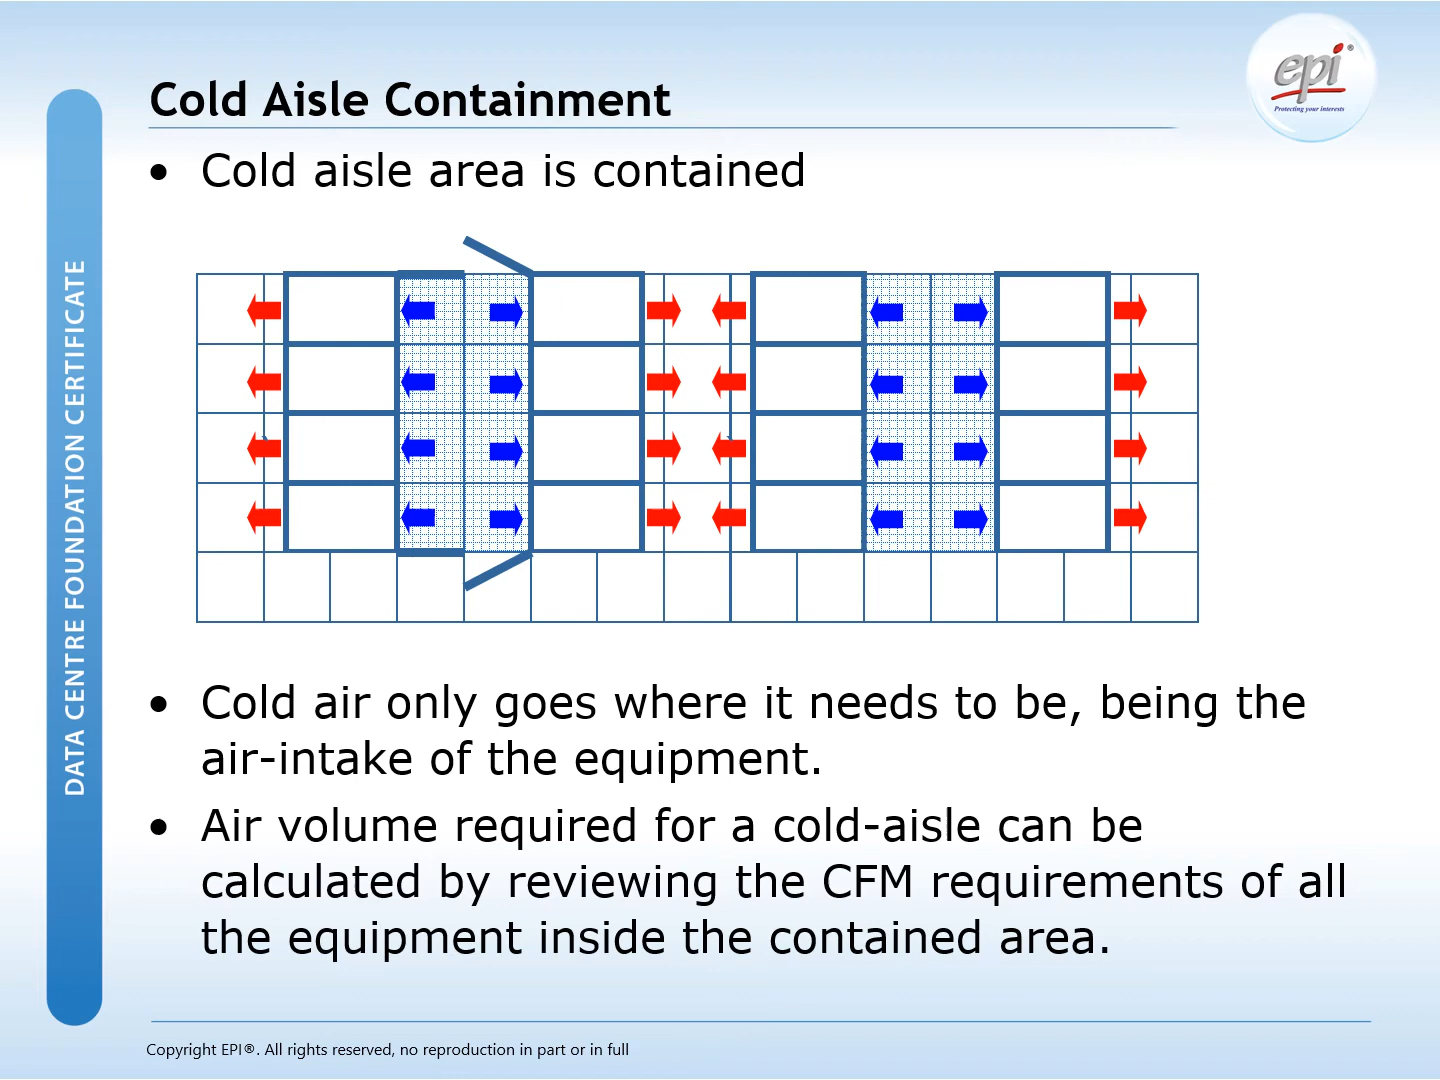 epi®
Protecting your interests
Cold Aisle Containment
• Cold aisle area is contained
• Cold air only goes where it needs to be, being the
air-intake of the equipment.
• Air volume required for a cold-aisle can be
calculated by reviewing the CFM requirements of all
the equipment inside the contained area.
DATA CENTRE FOUNDATION CERTIFICATE
Copyright EPI®. All rights reserved, no reproduction in part or in full